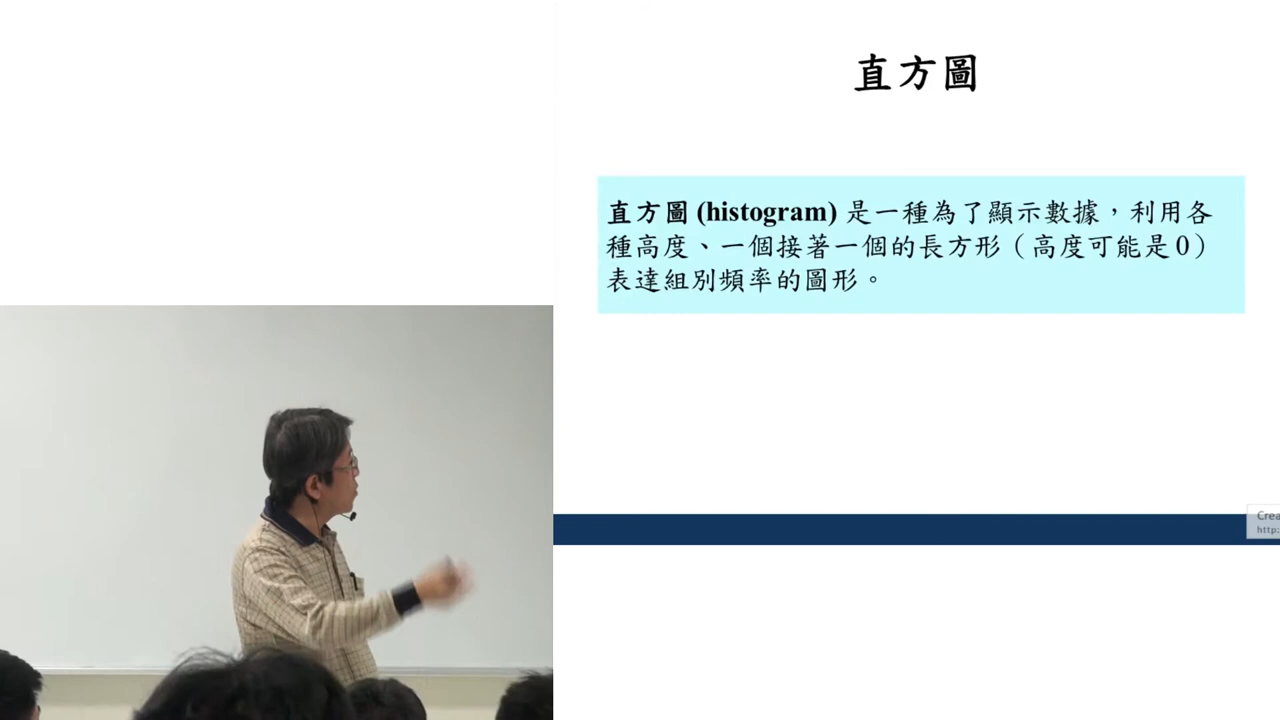 直方圖
直方圖 (histogram) 是一種為了顯示數據，利用各
種高度、一個接著一個的長方形（高度可能是0）
表達組別頻率的圖形。
Crea
http: